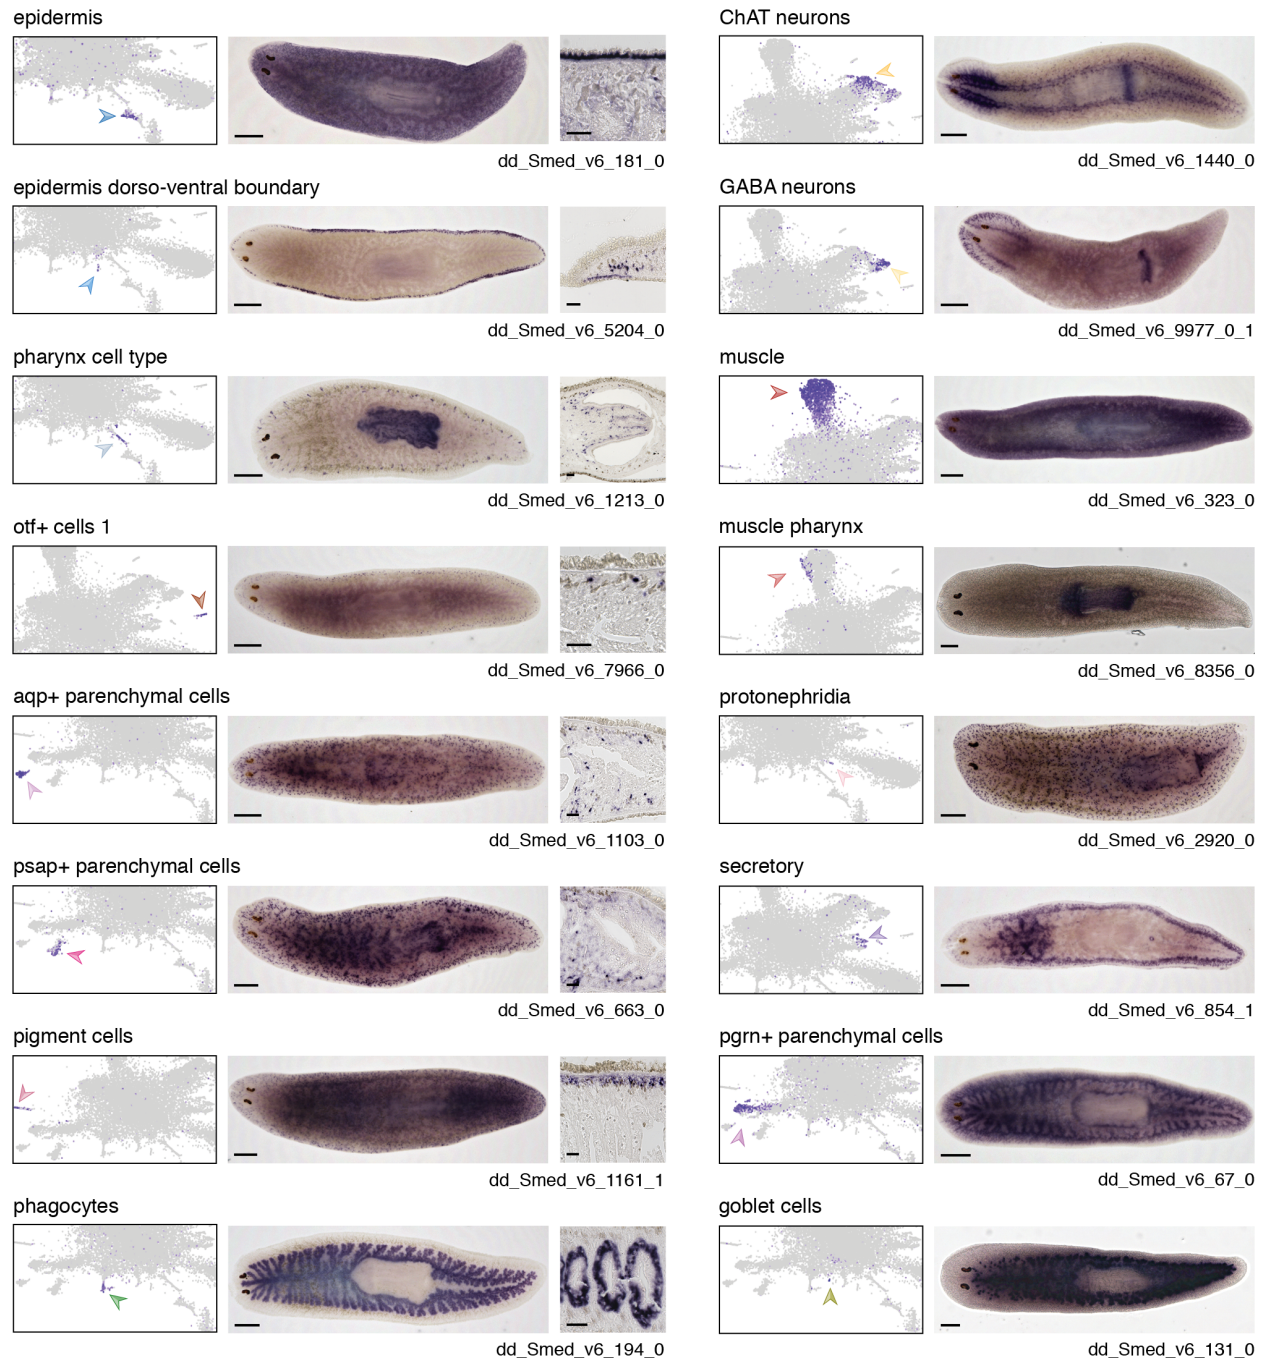 epidermis
dd_Smed_v6_181_0
epidermis dorso-ventral boundary
dd_Smed_v6_5204_0
pharynx cell type
dd_Smed_v6_1213_0
otf+ cells 1
dd_Smed_v6_7966_0
aqp+ parenchymal cells
dd_Smed_v6_1103_0
psap+ parenchymal cells
dd_Smed_v6_663_0
pigment cells
dd_Smed_v6_1161_1
phagocytes
dd_Smed_v6_194_0
ChAT neurons
dd_Smed_v6_1440_0
GABA neurons
dd_Smed_v6_9977_0_1
muscle
dd_Smed_v6_323_0
muscle pharynx
dd_Smed_v6_8356_0
protonephridia
dd_Smed_v6_2920_0
secretory
dd_Smed_v6_854_1
pgrn+ parenchymal cells
dd_Smed_v6_67_0
goblet cells
dd_Smed_v6_131_0